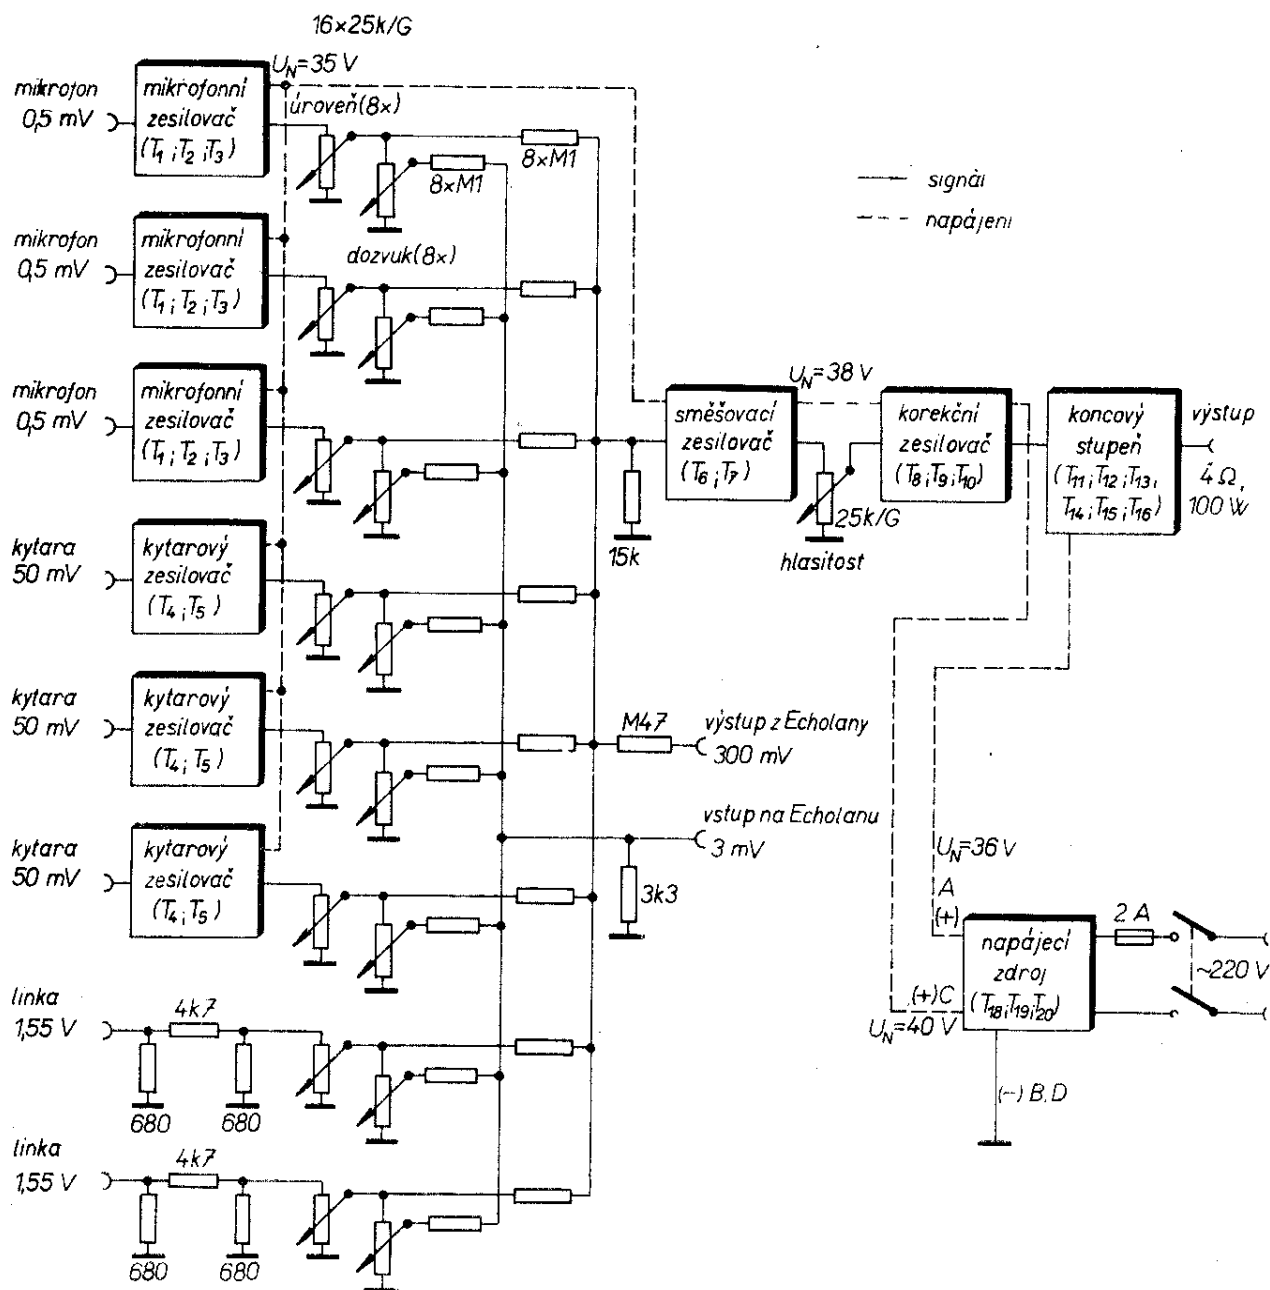 16×25k/G
U_N=35 V
mikrofon
0,5 mV
mikrofonní
zesilovač
(T₁;T₂;T₃)
úroveň(8x)
8×M1
8×M1
signál
napájení
mikrofon
0,5 mV
mikrofonní
zesilovač
(T₁;T₂;T₃)
dozvuk(8x)
mikrofon
0,5 mV
mikrofonní
zesilovač
(T₁;T₂;T₃)
U_N=38 V
směšovací
zesilovač
(T₆;T₇)
korekční
zesilovač
(T₈;T₉;T₁₀)
koncový
stupeň
(T₁₁;T₁₂;T₁₃,
T₁₄;T₁₅;T₁₆)
výstup
4Ω,
100 W
15k
25k/G
hlasitost
kytara
50 mV
kytarový
zesilovač
(T₄;T₅)
kytara
50 mV
kytarový
zesilovač
(T₄;T₅)
M47
výstup z Echolany
300 mV
vstup na Echolanu
3 mV
3k3
kytara
50 mV
kytarový
zesilovač
(T₄;T₅)
U_N=36 V
A
(+)
2 A
napájecí
zdroj
(T₁₈;T₁₉;T₂₀)
~220 V
(+)C
U_N=40 V
(−) B,D
linka
1,55 V
4k7
680
680
linka
1,55 V
4k7
680
680